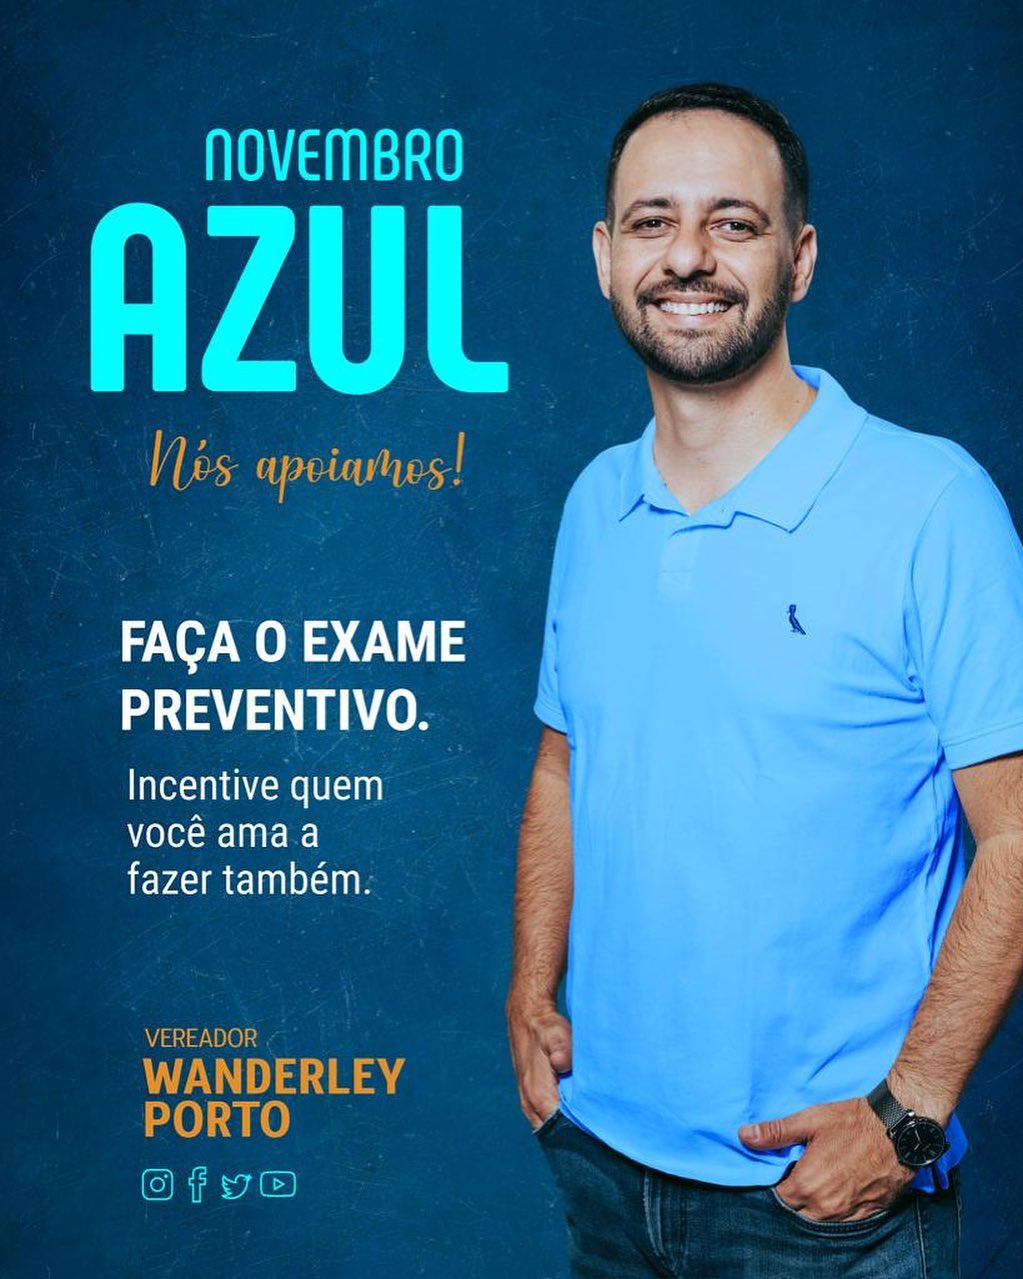 NOVEMBRO
AZUL
Nós apoiamos!
FAÇA O EXAME
PREVENTIVO.
Incentive quem
você ama a
fazer também.
VEREADOR
WANDERLEY
PORTO